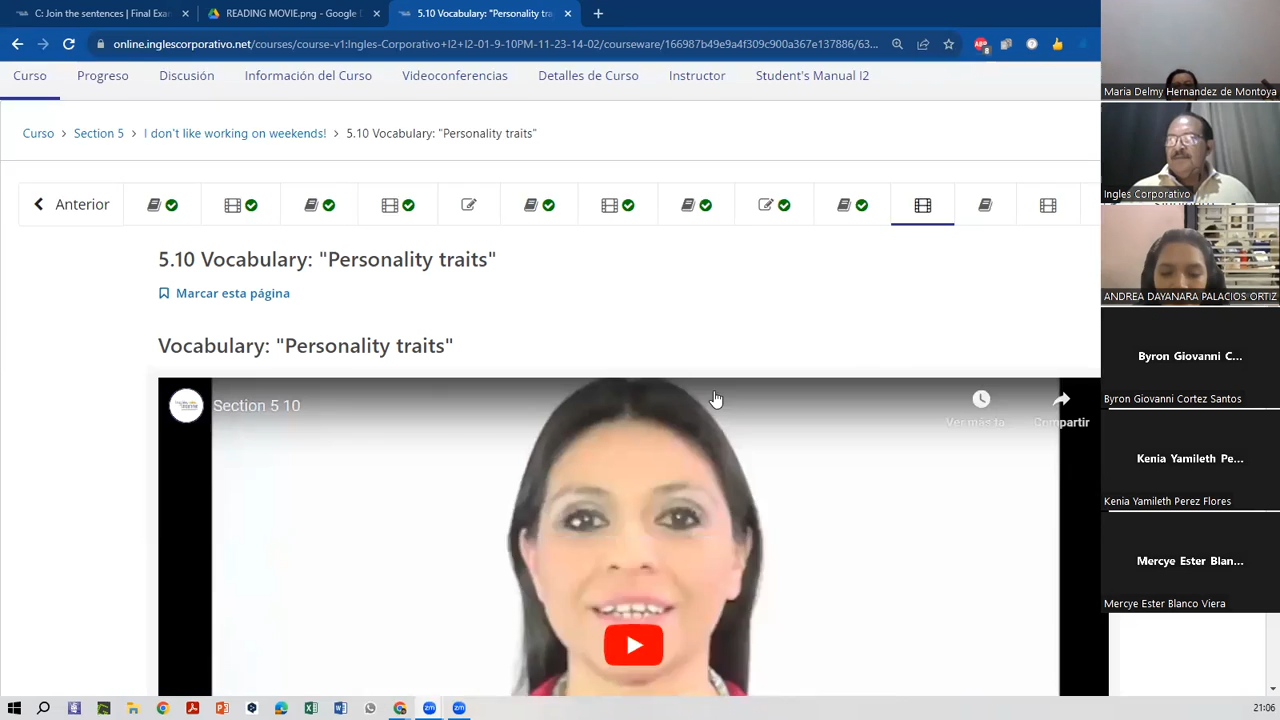 C: Join the sentences | Final Exa
READING MOVIE.png - Google D
5.10 Vocabulary: "Personality tra
online.inglescorporativo.net/courses/course-v1:Ingles-Corporativo+I2+I2-01-9-10PM-11-23-14-02/courseware/166987b49e9a4f309c900a367e137886/63...
Curso
Progreso
Discusión
Información del Curso
Videoconferencias
Detalles de Curso
Instructor
Student's Manual I2
Curso > Section 5 > I don't like working on weekends! > 5.10 Vocabulary: "Personality traits"
Anterior
5.10 Vocabulary: "Personality traits"
Marcar esta página
Vocabulary: "Personality traits"
Section 5 10
Ver más ta...
Compartir
Maria Delmy Hernandez de Montoya
Ingles Corporativo
ANDREA DAYANARA PALACIOS ORTIZ
Byron Giovanni C...
Byron Giovanni Cortez Santos
Kenia Yamileth Pe...
Kenia Yamileth Perez Flores
Mercye Ester Blan...
Mercye Ester Blanco Viera
21:06